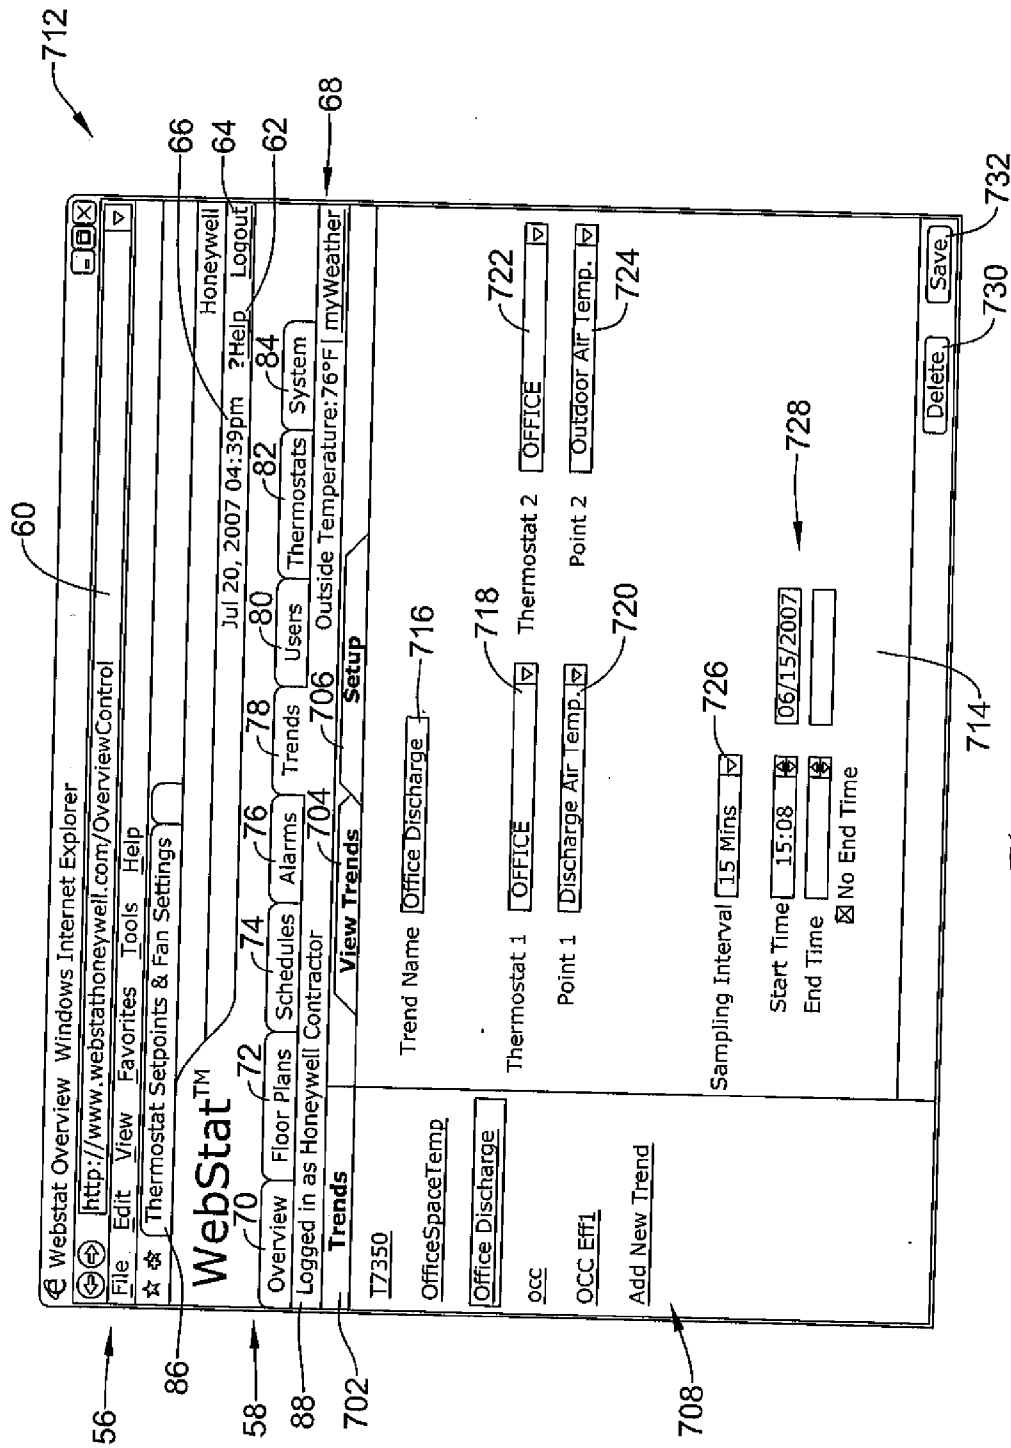 712
60
Webstat Overview Windows Internet Explorer
http://www.webstathoneywell.com/OverviewControl
56
File Edit View Favorites Tools Help
Thermostat Setpoints & Fan Settings
66
64
62
86
Honeywell
WebStat™
Jul 20, 2007 04:39pm ?Help Logout
58
70 72 74 76 78 80 82 84
Overview Floor Plans Schedules Alarms Trends Users Thermostats System
88
Logged in as Honeywell Contractor Outside Temperature:76°F | myWeather
68
702
704 706
Trends View Trends Setup
T7350
OfficeSpaceTemp
Office Discharge
OCC
OCC Eff1
Add New Trend
708
Trend Name Office Discharge
716
718 722
Thermostat 1 OFFICE Thermostat 2 OFFICE
Point 1 Discharge Air Temp. Point 2 Outdoor Air Temp.
720 724
Sampling Interval 15 Mins
726
Start Time 15:08 06/15/2007
728
End Time
No End Time
714
Delete Save
730 732